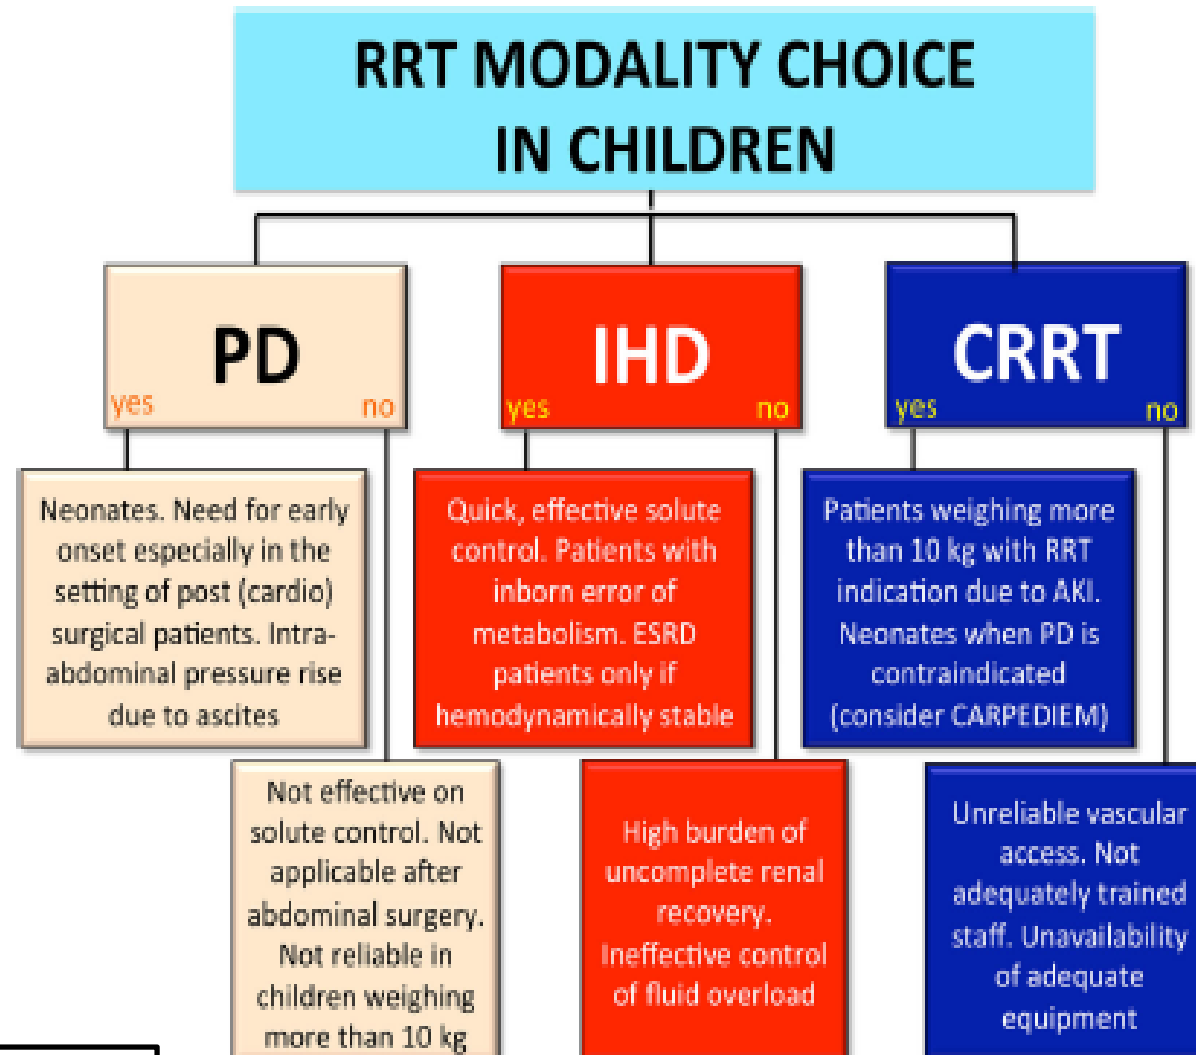 RRT MODALITY CHOICE
IN CHILDREN
PD
yes
no
Neonates. Need for early
onset especially in the
setting of post (cardio)
surgical patients. Intra-
abdominal pressure rise
due to ascites
Not effective on
solute control. Not
applicable after
abdominal surgery.
Not reliable in
children weighing
more than 10 kg
IHD
yes
no
Quick, effective solute
control. Patients with
inborn error of
metabolism. ESRD
patients only if
hemodynamically stable
High burden of
uncomplete renal
recovery.
Ineffective control
of fluid overload
CRRT
yes
no
Patients weighing more
than 10 kg with RRT
indication due to AKI.
Neonates when PD is
contraindicated
(consider CARPEDIEM)
Unreliable vascular
access. Not
adequately trained
staff. Unavailability
of adequate
equipment